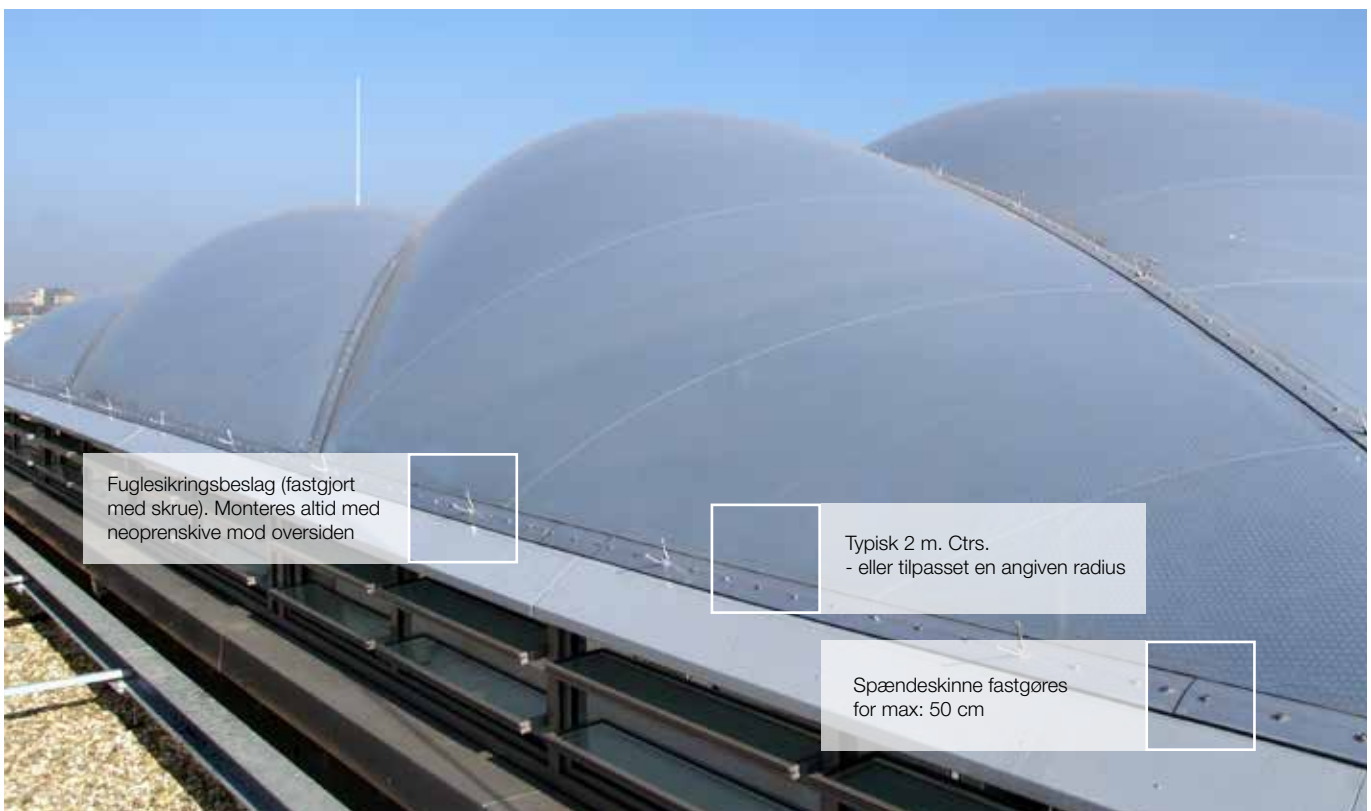 Fuglesikringsbeslag (fastgjort
med skrue). Monteres altid med
neoprenskive mod oversiden
Typisk 2 m. Ctrs.
- eller tilpasset en angiven radius
Spændeskinne fastgøres
for max: 50 cm